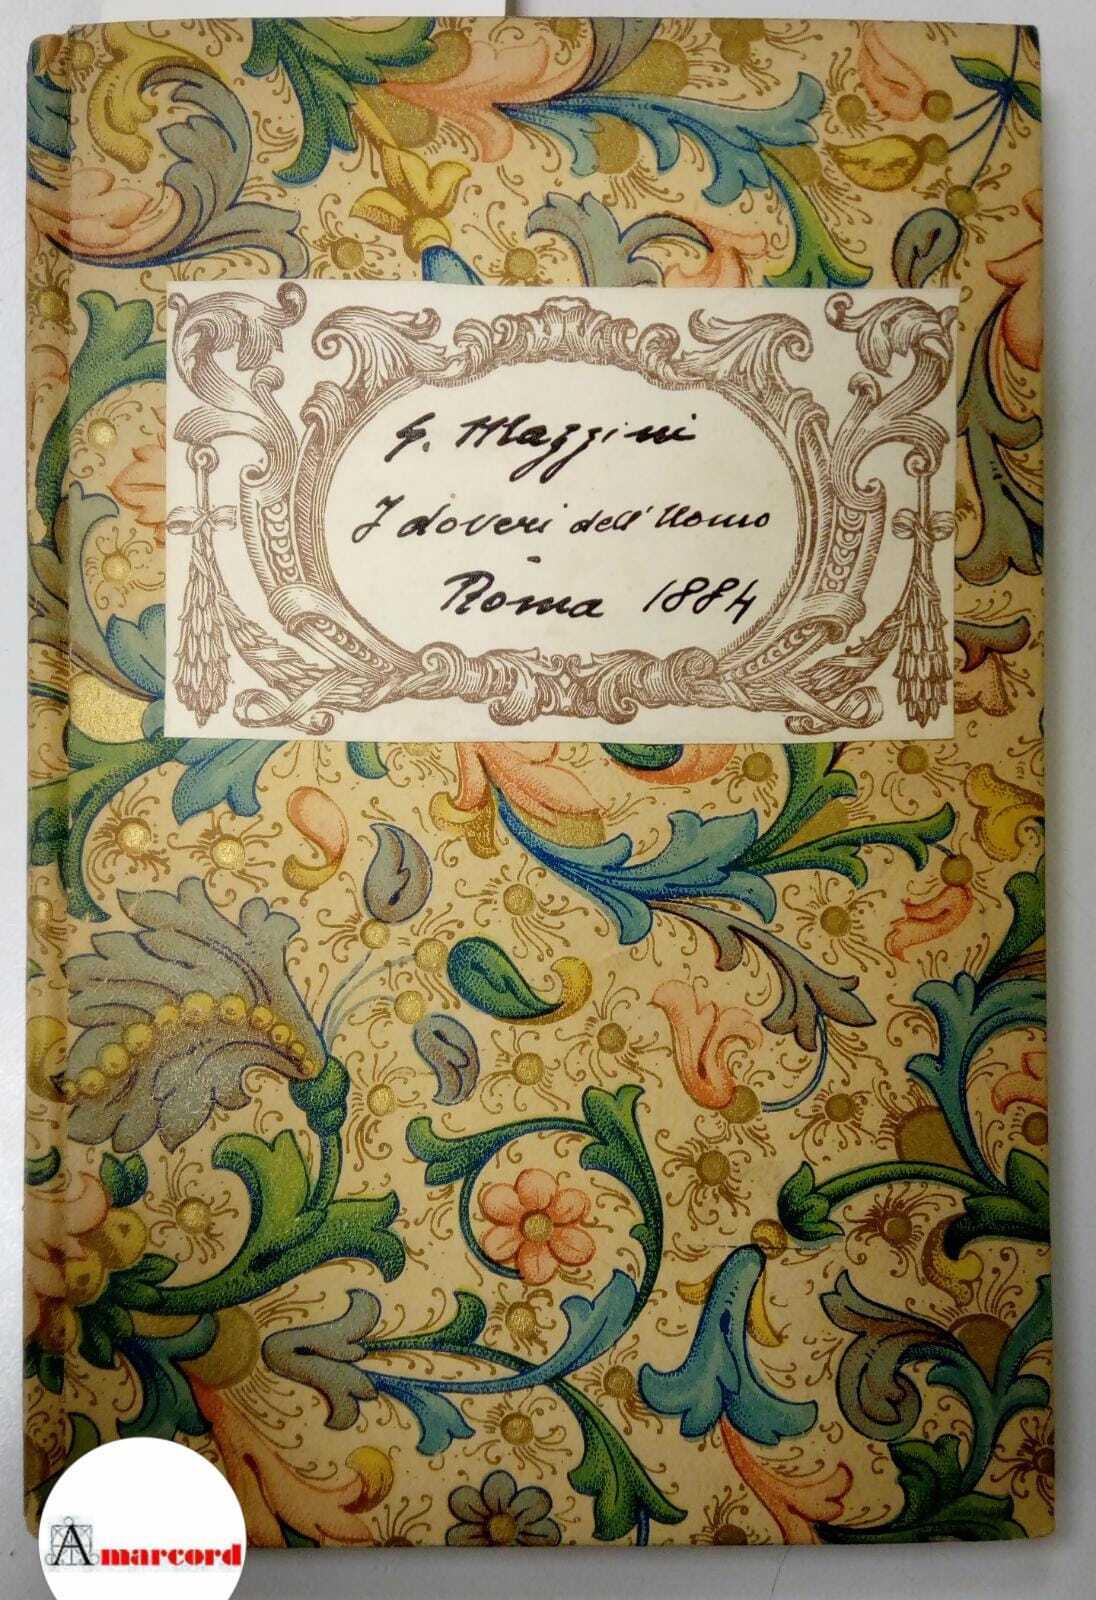 G. Mazzini
I doveri dell'Uomo
-
Roma 1884
Amarcord